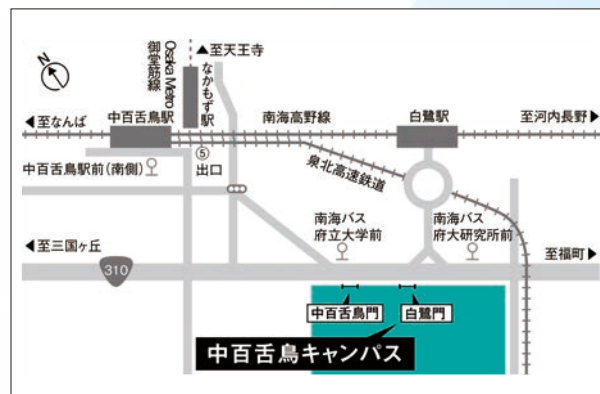 N
Osaka Metro
御堂筋線
▲至天王寺
なかもず駅
◀至なんば
中百舌鳥駅
南海高野線
白鷺駅
至河内長野▶
⑤
出口
中百舌鳥駅前(南側)
泉北高速鉄道
南海バス
府立大学前
南海バス
府大研究所前
◀至三国ヶ丘
310
至福町▶
中百舌鳥門
白鷺門
中百舌鳥キャンパス